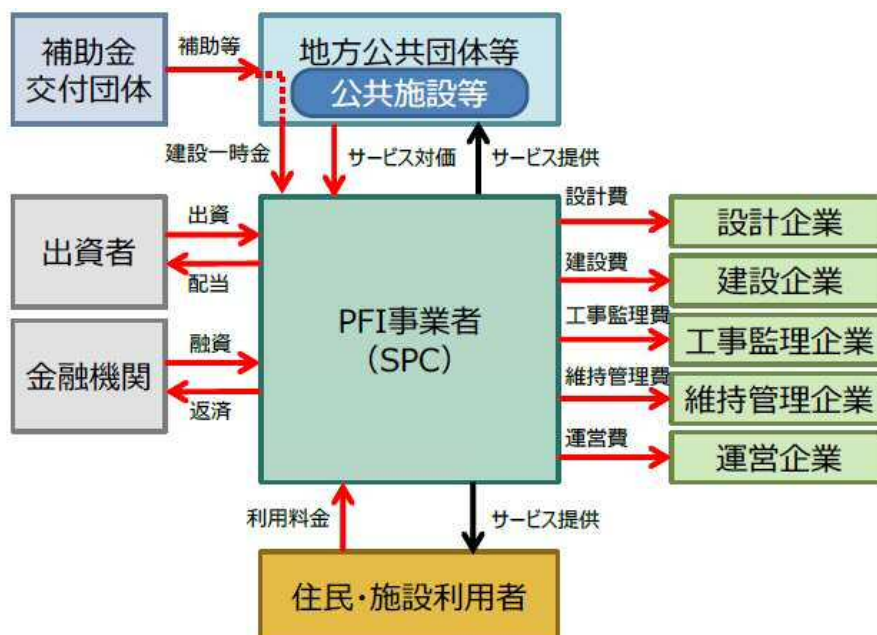 補助金
交付団体
補助等
地方公共団体等
公共施設等
建設一時金
サービス対価
サービス提供
出資者
出資
配当
金融機関
融資
返済
PFI事業者
（SPC）
設計費
設計企業
建設費
建設企業
工事監理費
工事監理企業
維持管理費
維持管理企業
運営費
運営企業
利用料金
サービス提供
住民・施設利用者